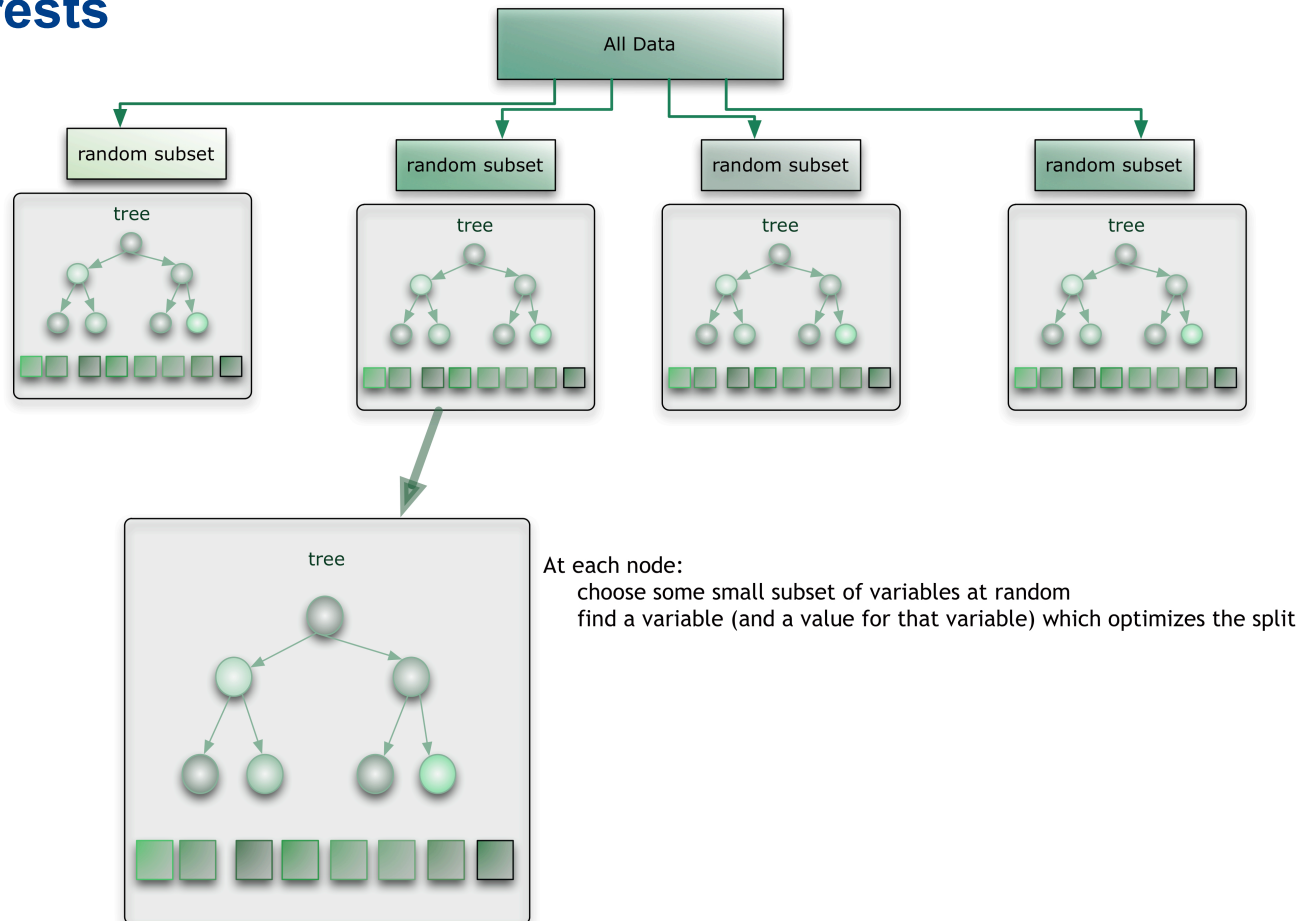 rests
All Data
random subset
random subset
random subset
random subset
tree
tree
tree
tree
tree
At each node:
choose some small subset of variables at random
find a variable (and a value for that variable) which optimizes the split